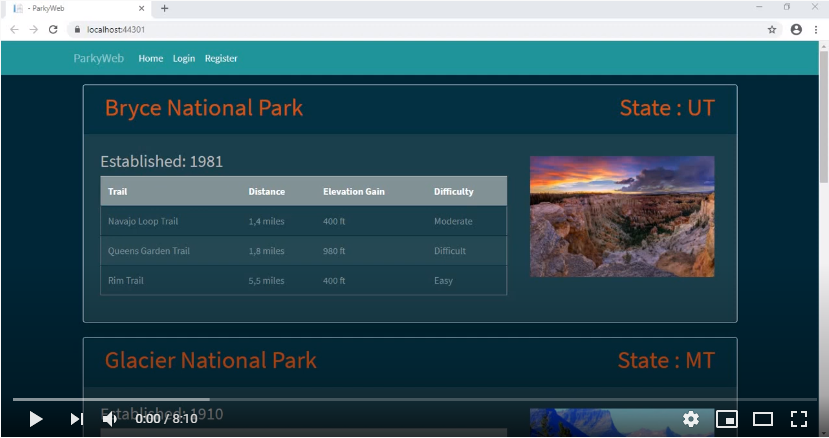 - ParkyWeb
localhost:44301
ParkyWeb Home Login Register
Bryce National Park State : UT
Established: 1981
Trail Distance Elevation Gain Difficulty
Navajo Loop Trail 1,4 miles 400 ft Moderate
Queens Garden Trail 1,8 miles 980 ft Difficult
Rim Trail 5,5 miles 400 ft Easy
Glacier National Park State : MT
Established: 1910
0:00 / 8:10